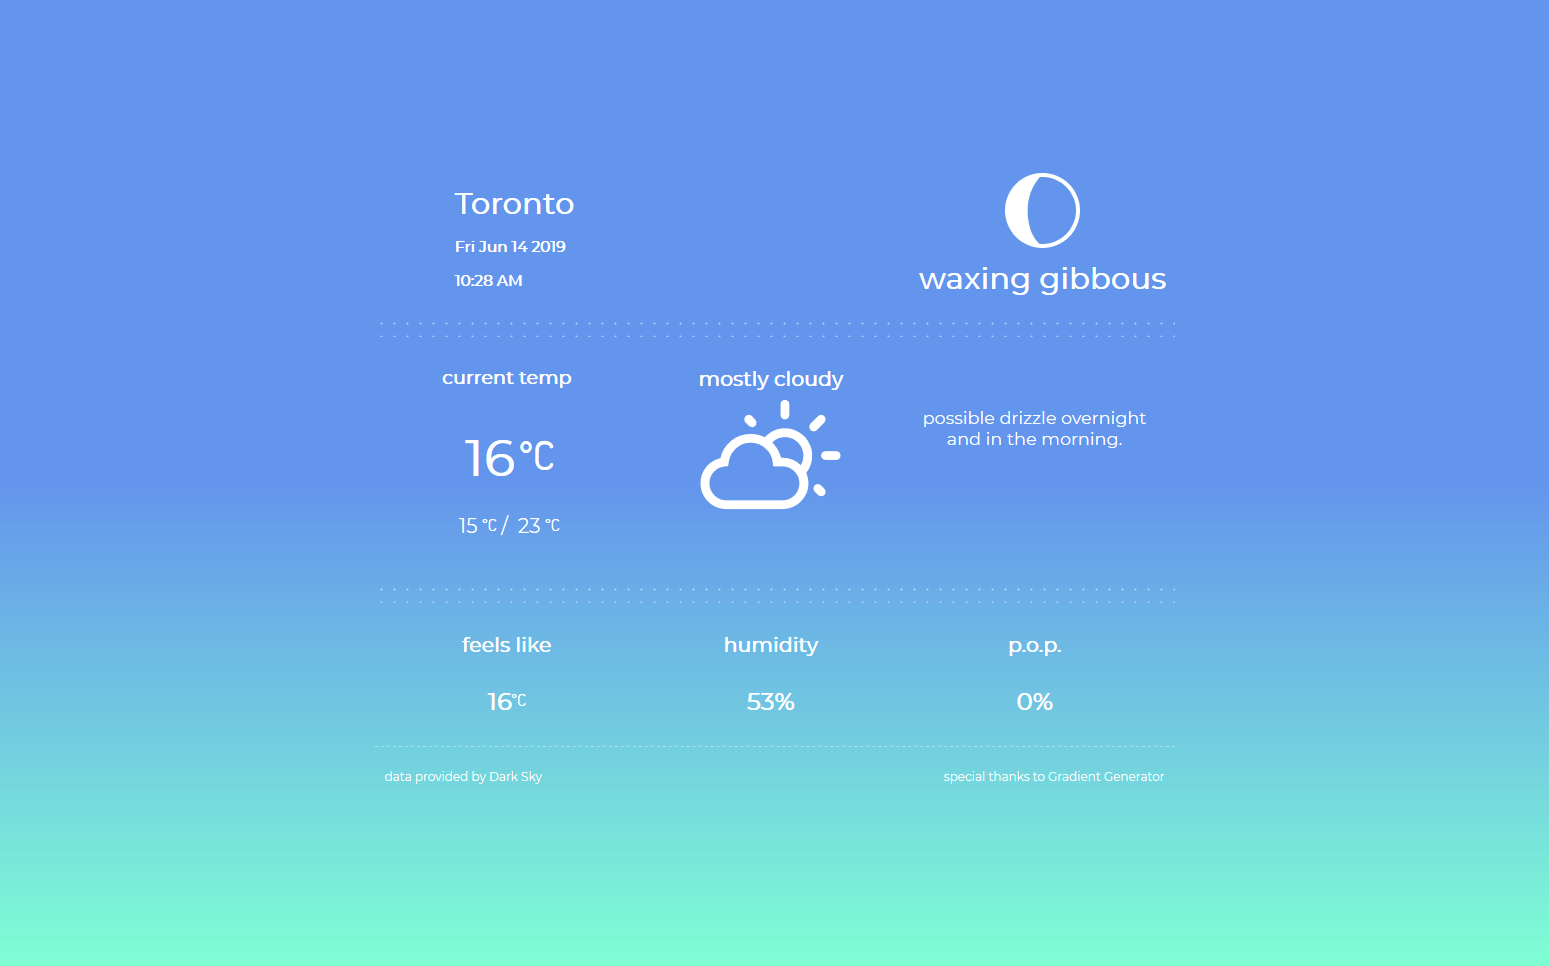 Toronto
Fri Jun 14 2019
10:28 AM
waxing gibbous
current temp
16°C
15 °C / 23 °C
mostly cloudy
possible drizzle overnight
and in the morning.
feels like
16°C
humidity
53%
p.o.p.
0%
data provided by Dark Sky
special thanks to Gradient Generator